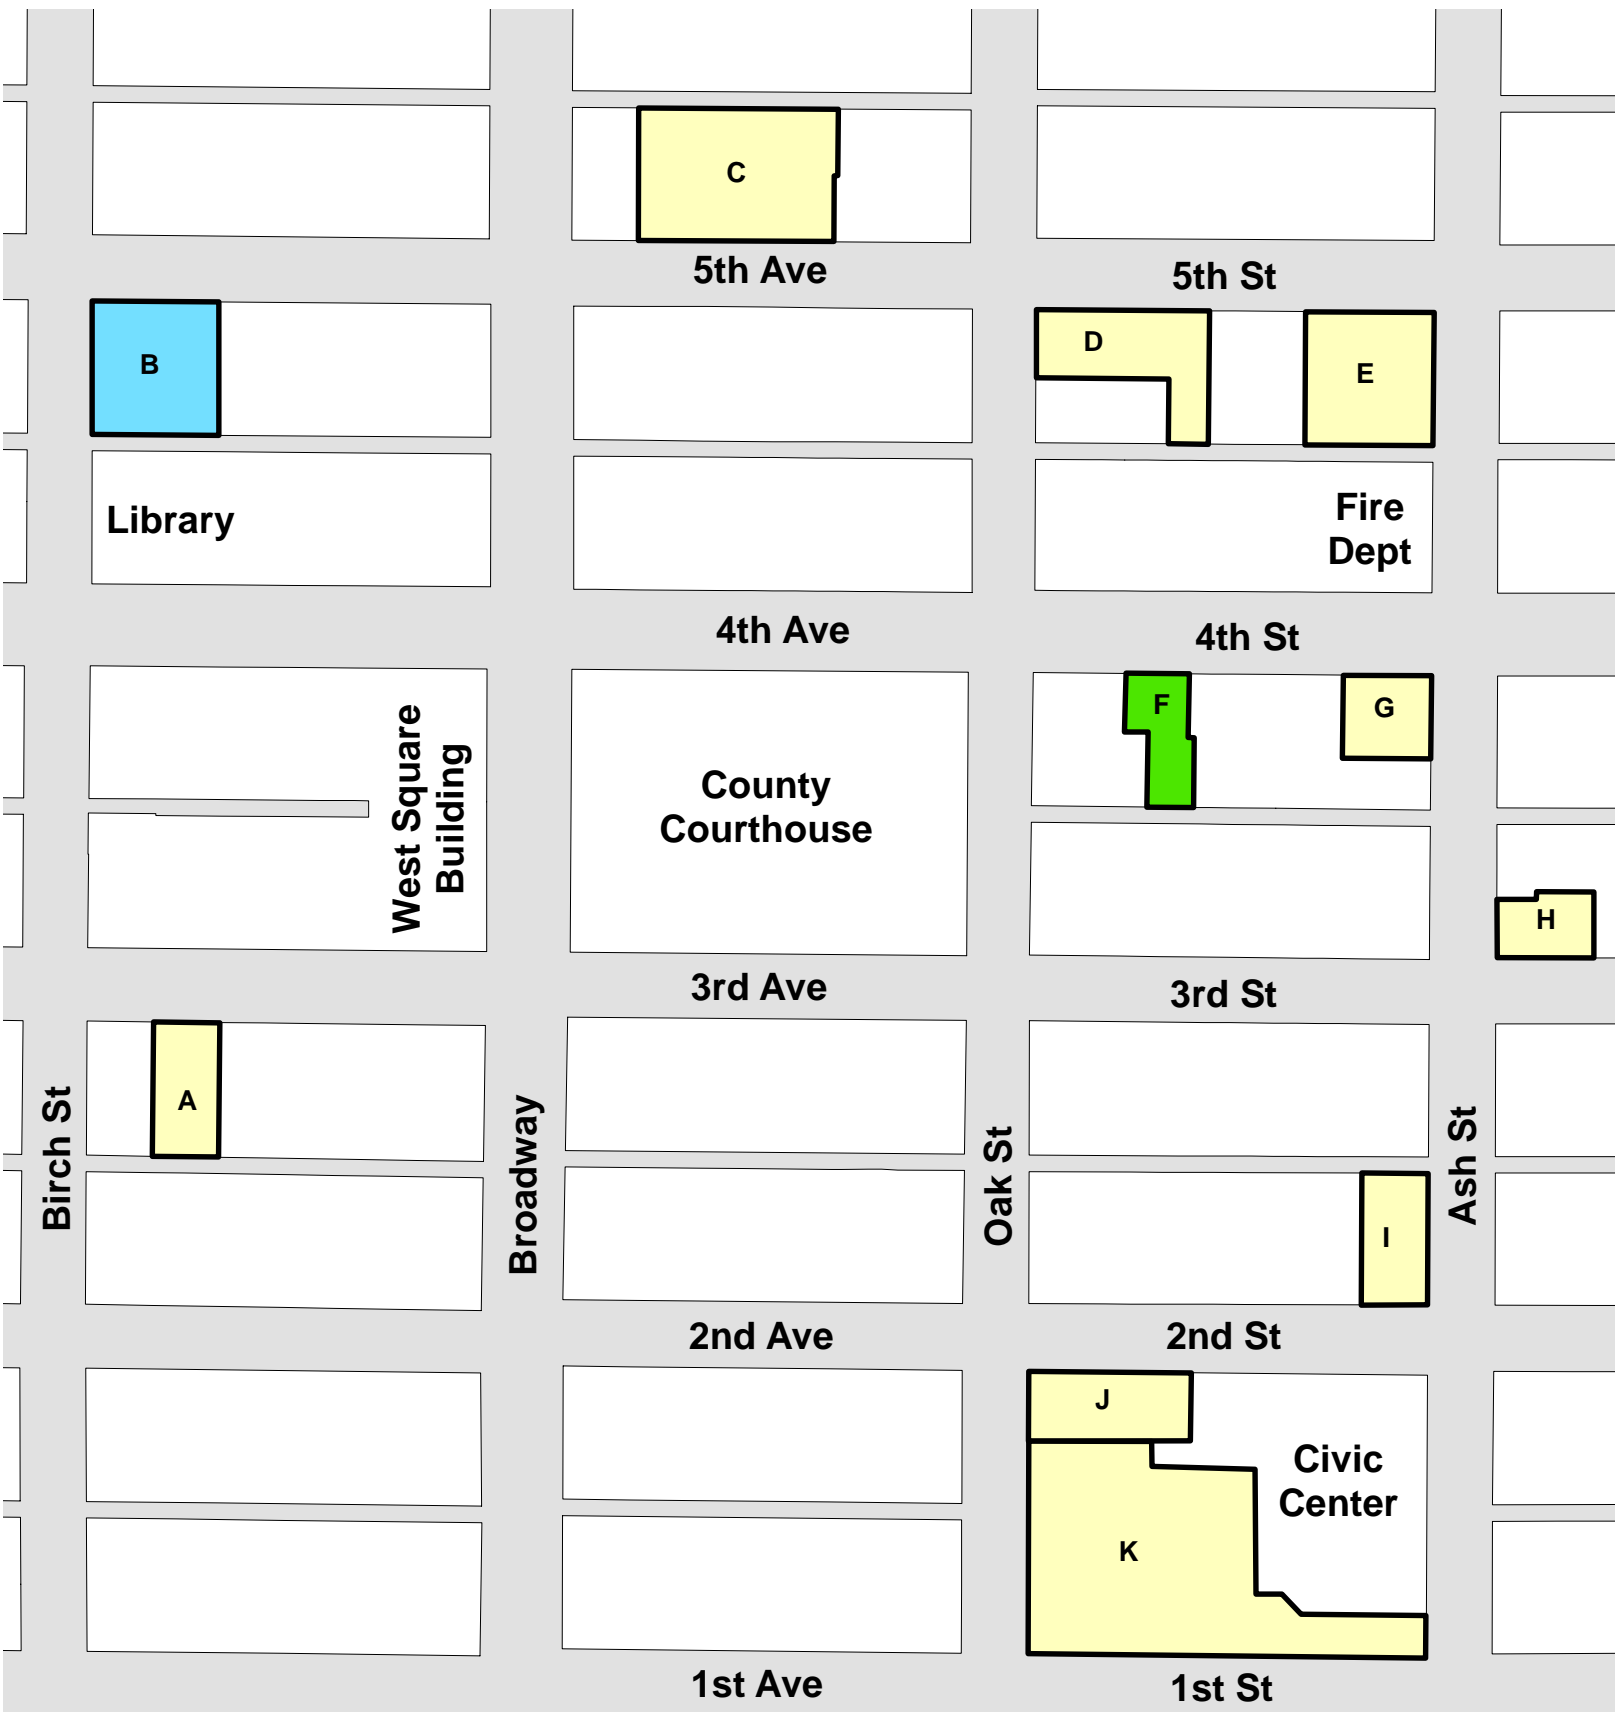 C
5th Ave
5th St
B
D
E
Library
Fire
Dept
4th Ave
4th St
West Square
Building
County
Courthouse
F
G
H
3rd Ave
3rd St
A
Birch St
Broadway
Oak St
Ash St
I
2nd Ave
2nd St
J
Civic
Center
K
1st Ave
1st St